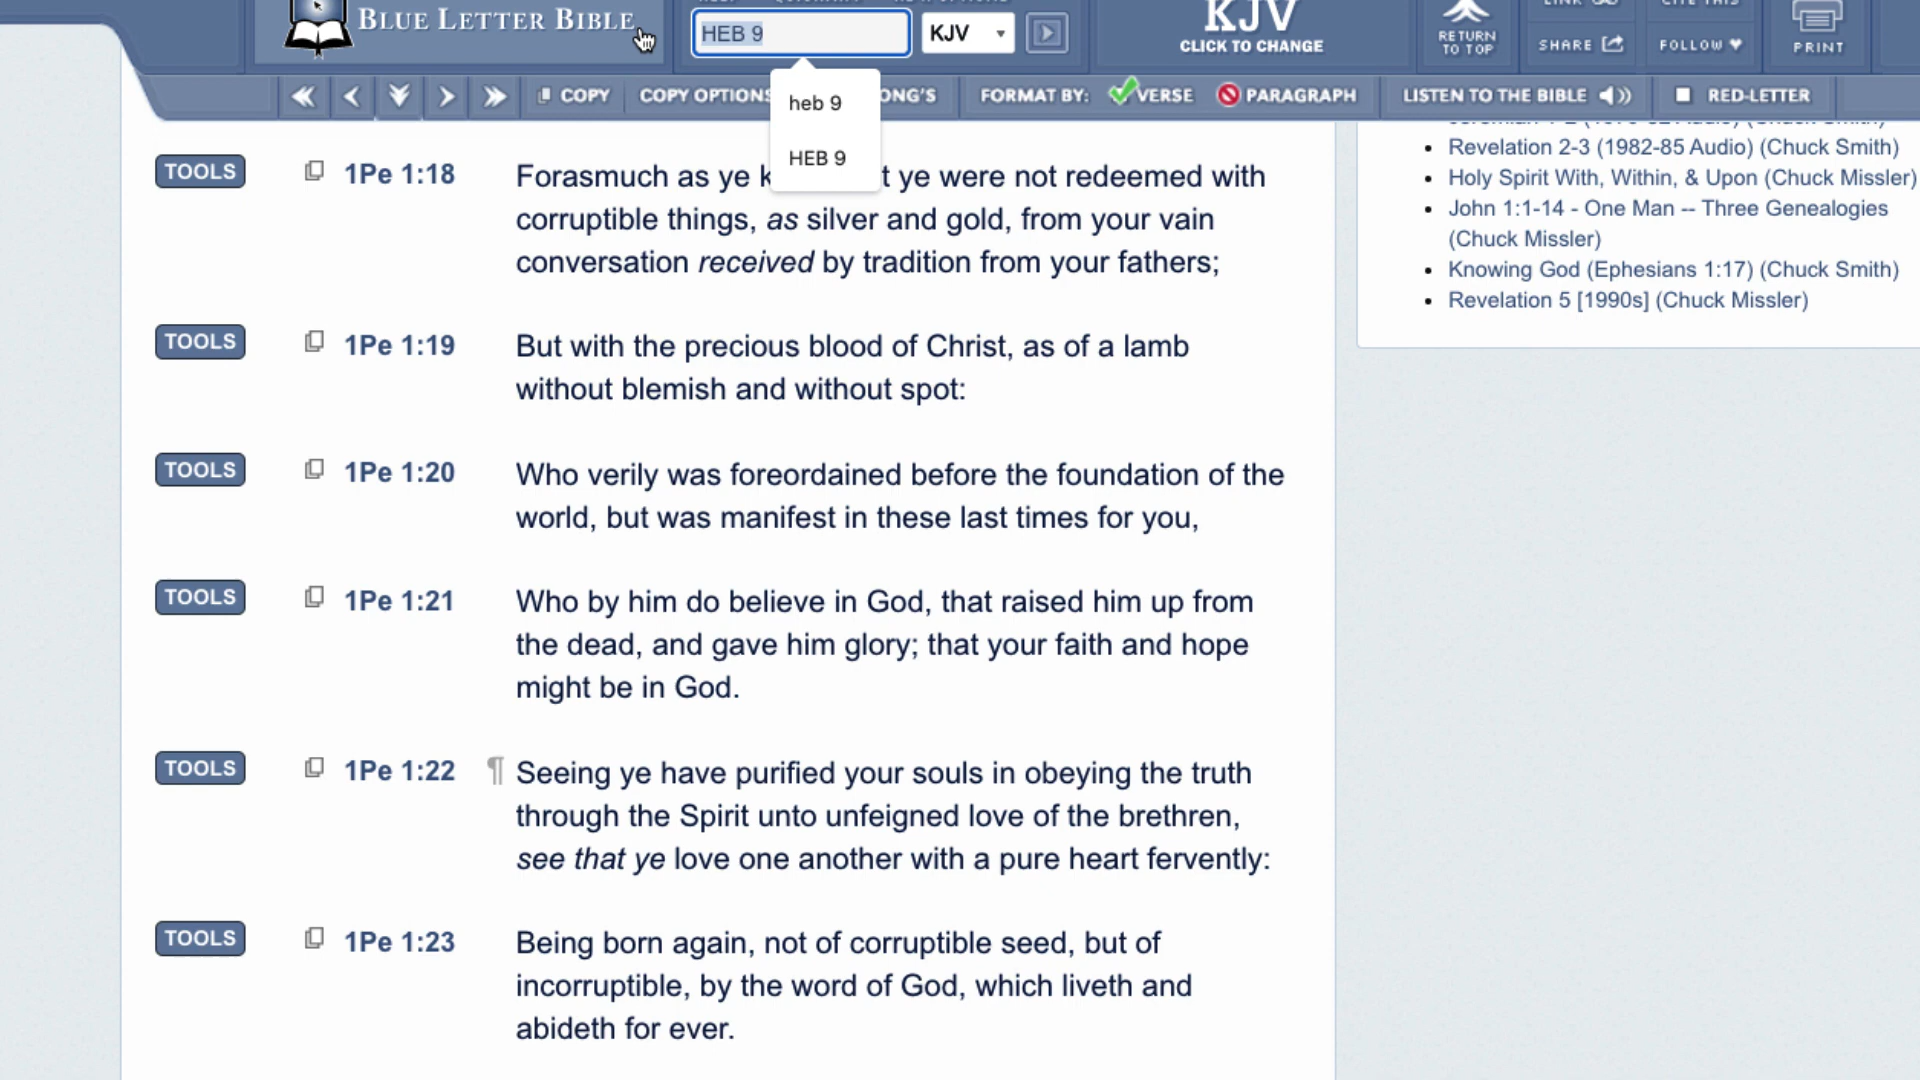 BLUE LETTER BIBLE
HEB 9
KJV
KJV
CLICK TO CHANGE
RETURN
TO TOP
SHARE
CITE THIS
FOLLOW
PRINT
COPY
COPY OPTIONS
ONG'S
FORMAT BY:
VERSE
PARAGRAPH
LISTEN TO THE BIBLE
RED-LETTER
heb 9
HEB 9
TOOLS
1Pe 1:18
Forasmuch as ye k t ye were not redeemed with
corruptible things, as silver and gold, from your vain
conversation received by tradition from your fathers;
TOOLS
1Pe 1:19
But with the precious blood of Christ, as of a lamb
without blemish and without spot:
TOOLS
1Pe 1:20
Who verily was foreordained before the foundation of the
world, but was manifest in these last times for you,
TOOLS
1Pe 1:21
Who by him do believe in God, that raised him up from
the dead, and gave him glory; that your faith and hope
might be in God.
TOOLS
1Pe 1:22
¶ Seeing ye have purified your souls in obeying the truth
through the Spirit unto unfeigned love of the brethren,
see that ye love one another with a pure heart fervently:
TOOLS
1Pe 1:23
Being born again, not of corruptible seed, but of
incorruptible, by the word of God, which liveth and
abideth for ever.
(Chuck Smith)
Revelation 2-3 (1982-85 Audio) (Chuck Smith)
Holy Spirit With, Within, & Upon (Chuck Missler)
John 1:1-14 - One Man -- Three Genealogies
(Chuck Missler)
Knowing God (Ephesians 1:17) (Chuck Smith)
Revelation 5 [1990s] (Chuck Missler)